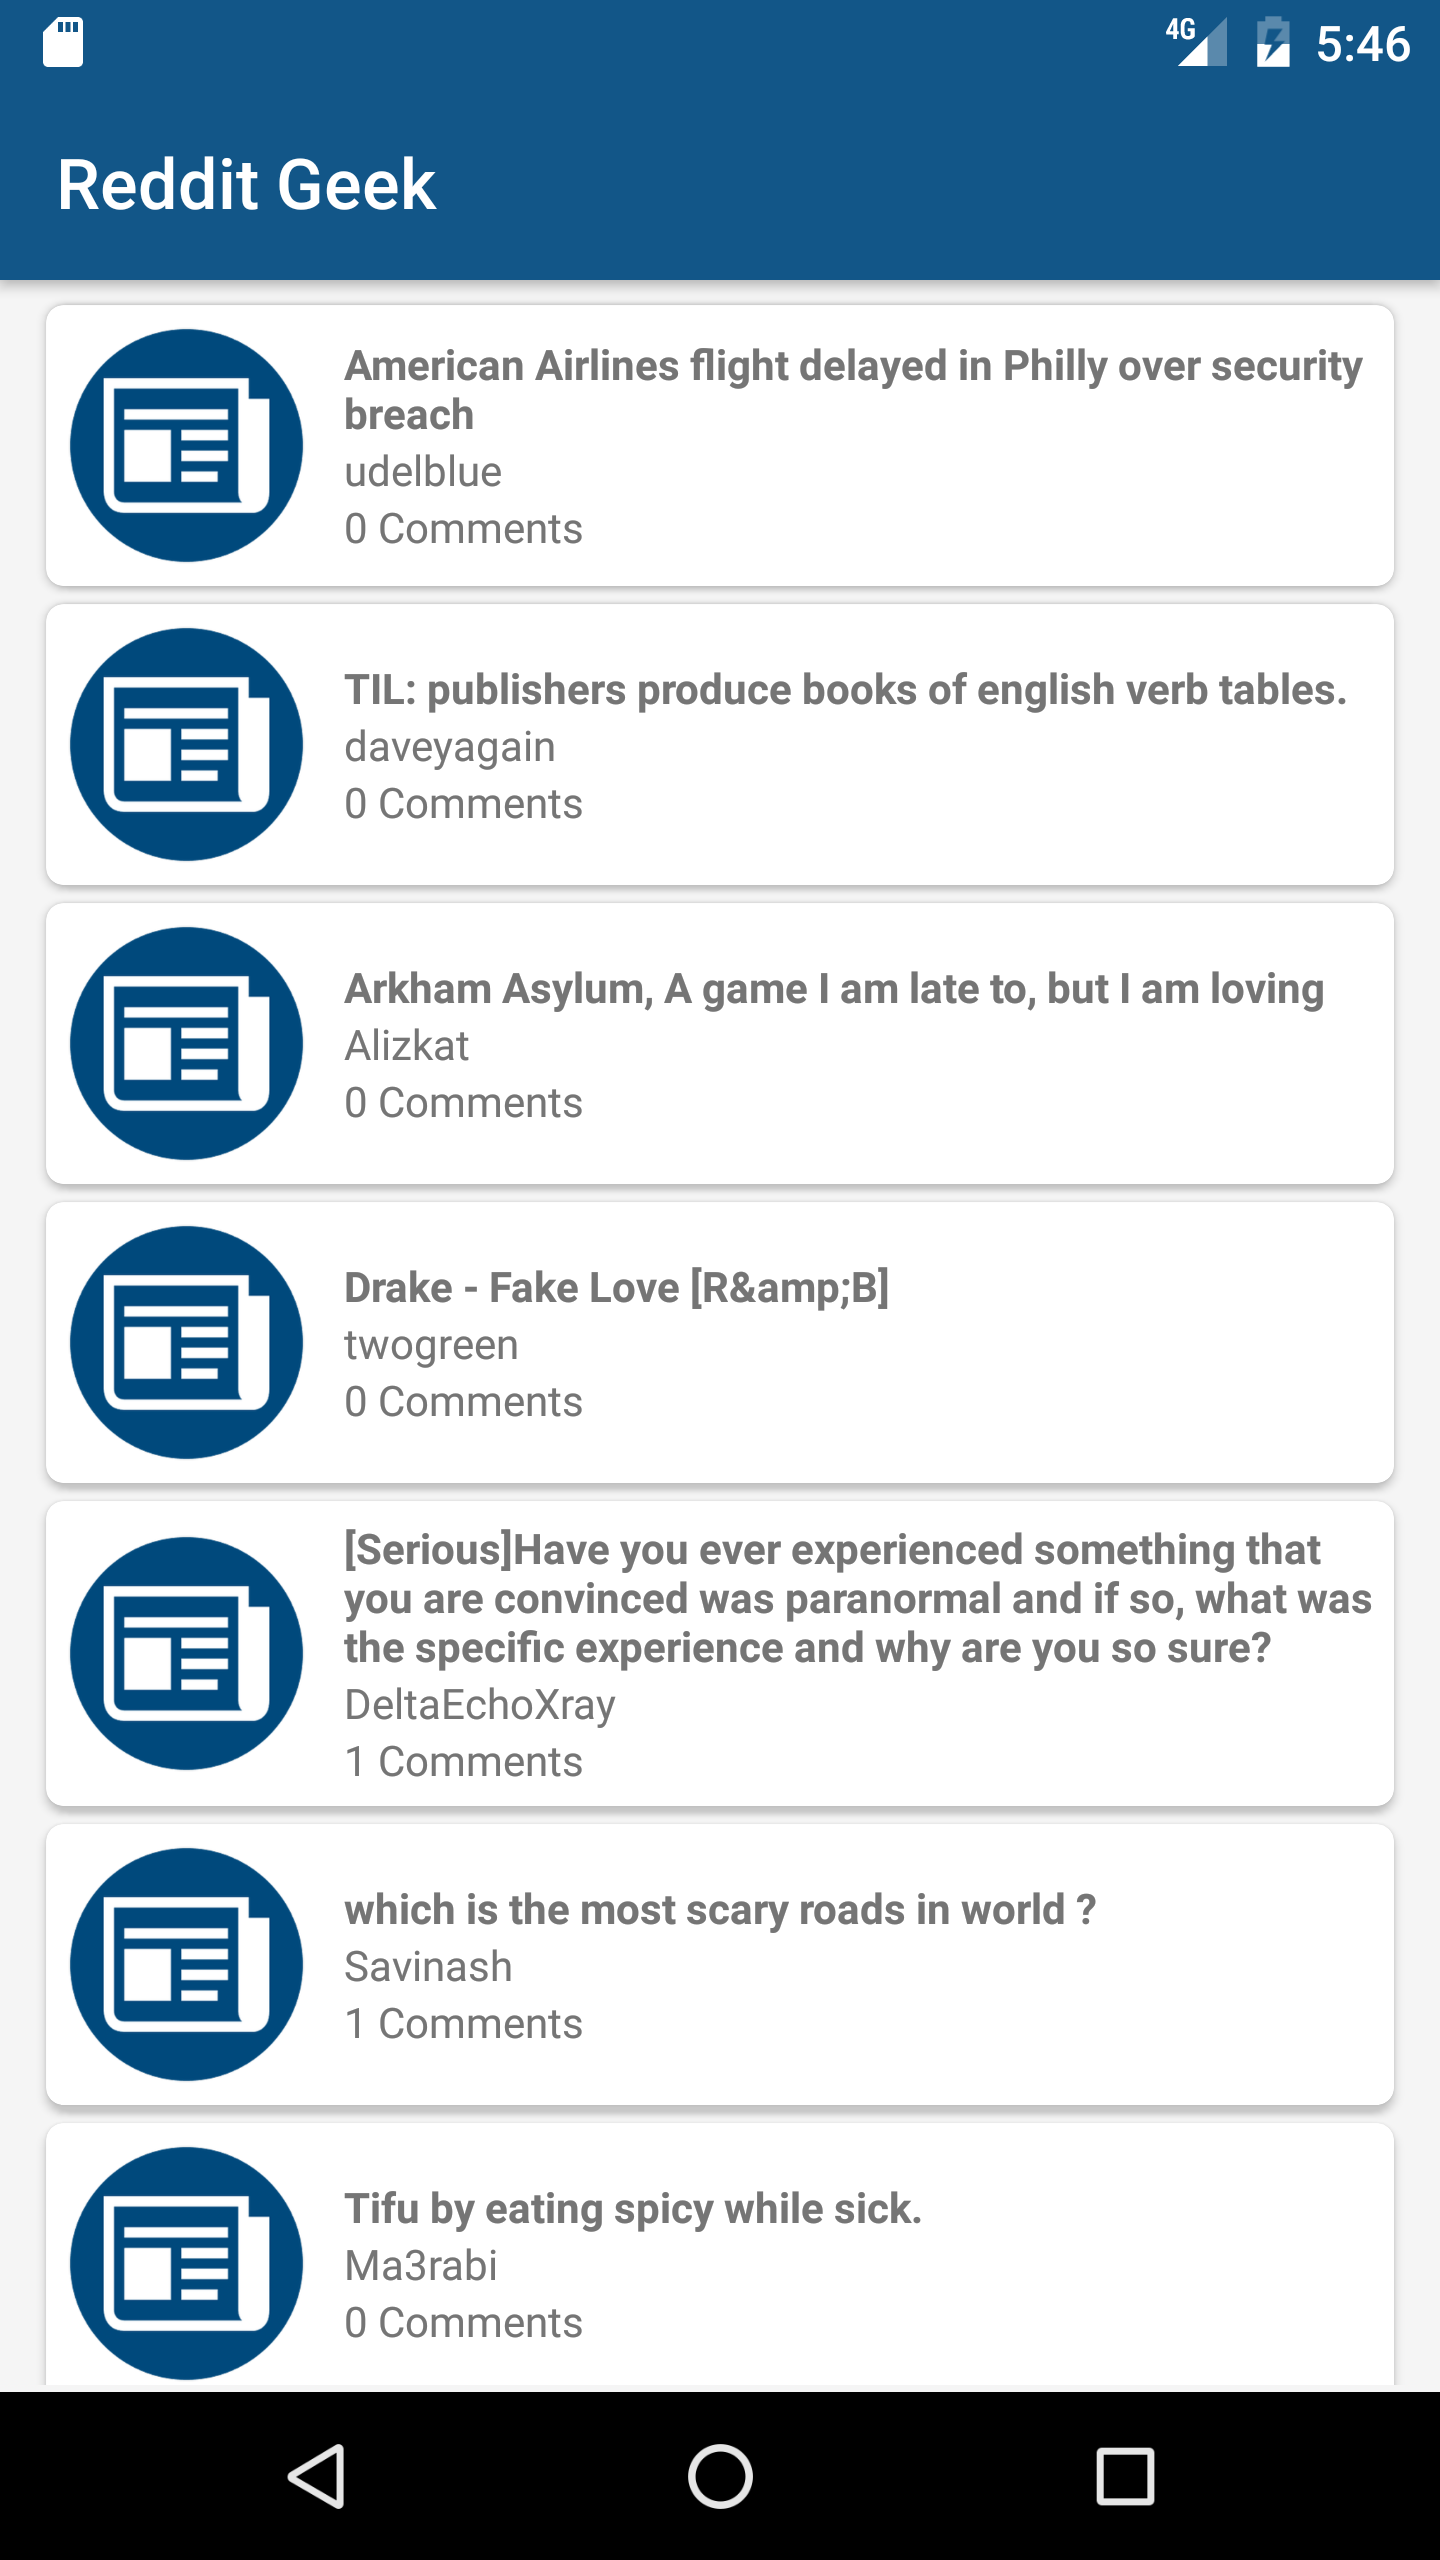 4G 5:46
Reddit Geek
American Airlines flight delayed in Philly over security
breach
udelblue
0 Comments
TIL: publishers produce books of english verb tables.
daveyagain
0 Comments
Arkham Asylum, A game I am late to, but I am loving
Alizkat
0 Comments
Drake - Fake Love [R&amp;B]
twogreen
0 Comments
[Serious]Have you ever experienced something that
you are convinced was paranormal and if so, what was
the specific experience and why are you so sure?
DeltaEchoXray
1 Comments
which is the most scary roads in world ?
Savinash
1 Comments
Tifu by eating spicy while sick.
Ma3rabi
0 Comments